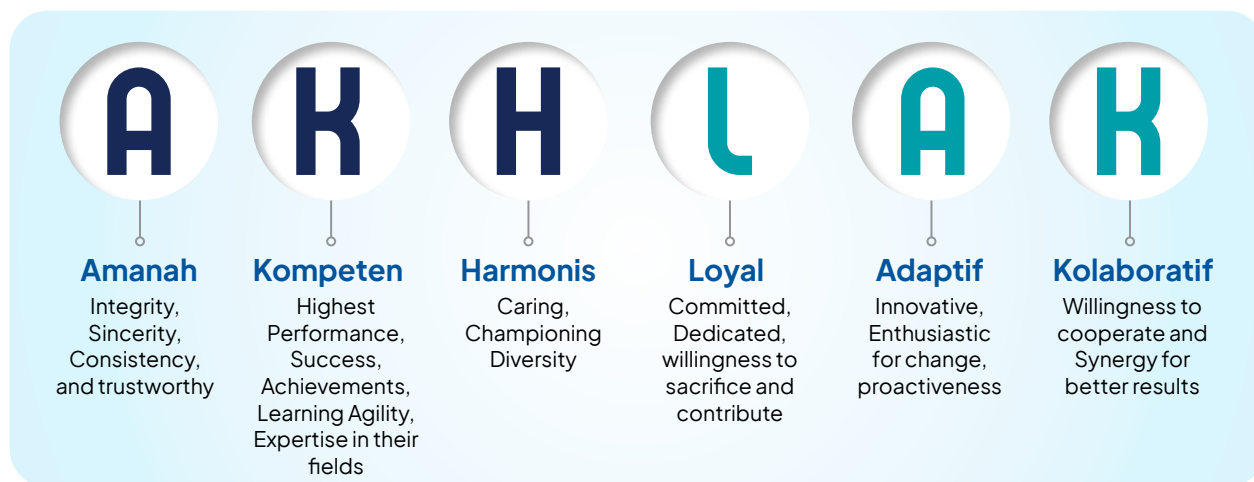 A K H L A K
Amanah
Integrity,
Sincerity,
Consistency,
and trustworthy
Kompeten
Highest
Performance,
Success,
Achievements,
Learning Agility,
Expertise in their
fields
Harmonis
Caring,
Championing
Diversity
Loyal
Committed,
Dedicated,
willingness to
sacrifice and
contribute
Adaptif
Innovative,
Enthusiastic
for change,
proactiveness
Kolaboratif
Willingness to
cooperate and
Synergy for
better results